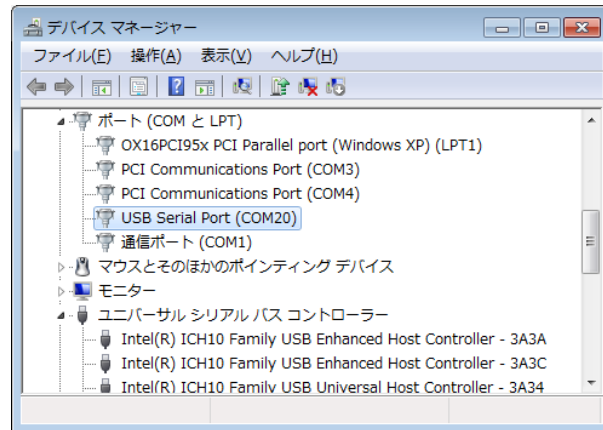 デバイス マネージャー
ファイル(F) 操作(A) 表示(V) ヘルプ(H)
ポート (COM と LPT)
OX16PCI95x PCI Parallel port (Windows XP) (LPT1)
PCI Communications Port (COM3)
PCI Communications Port (COM4)
USB Serial Port (COM20)
通信ポート (COM1)
マウスとそのほかのポインティング デバイス
モニター
ユニバーサル シリアル バス コントローラー
Intel(R) ICH10 Family USB Enhanced Host Controller - 3A3A
Intel(R) ICH10 Family USB Enhanced Host Controller - 3A3C
Intel(R) ICH10 Family USB Universal Host Controller - 3A34